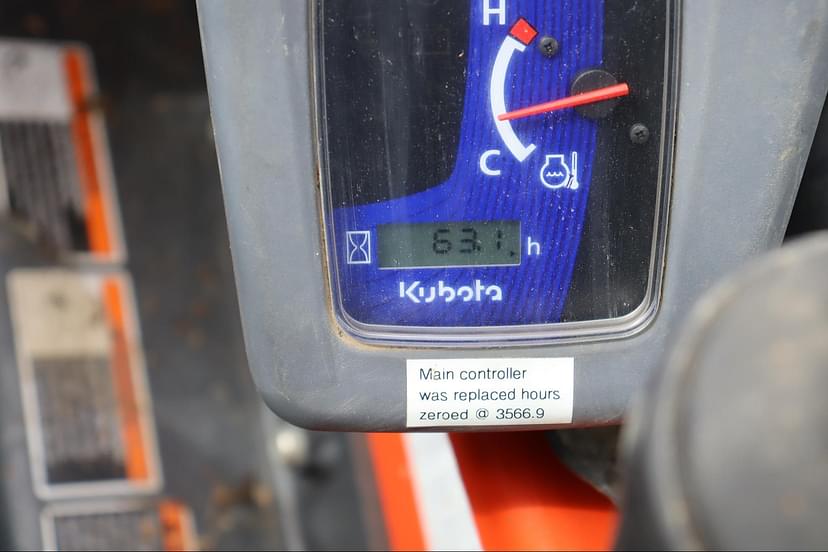 H
C
63.1 h
Kubota
Main controller
was replaced hours
zeroed @ 3566.9